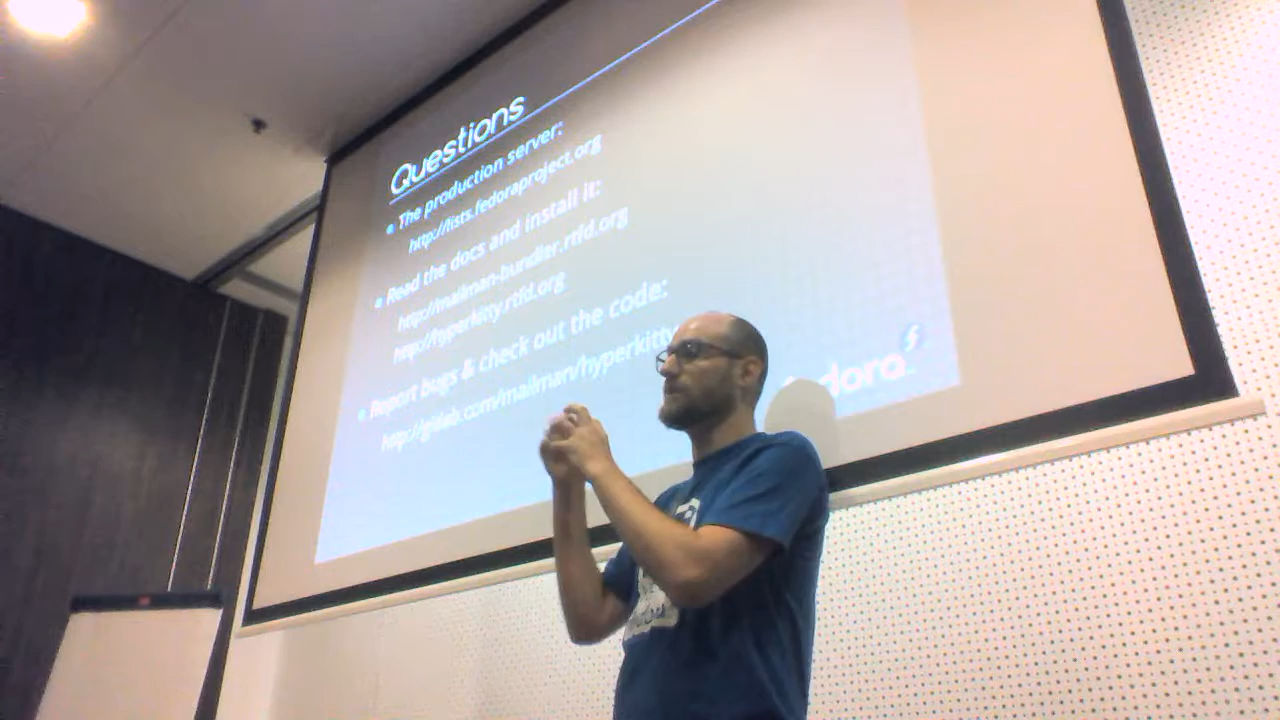 Questions
The production server:
http://lists.fedoraproject.org
Read the docs and install it:
http://mailman-bundler.rtfd.org
http://hyperkitty.rtfd.org
Report bugs & check out the code:
http://gitlab.com/mailman/hyperkitty
dora